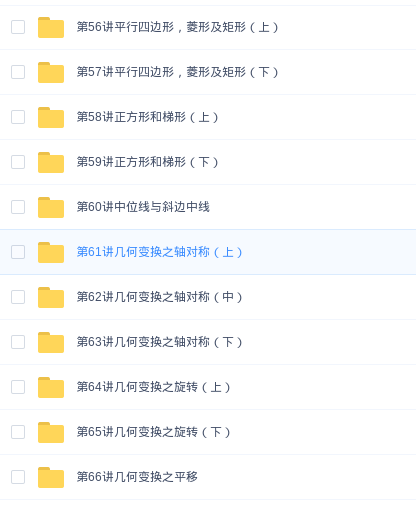 第56讲平行四边形，菱形及矩形（上）
第57讲平行四边形，菱形及矩形（下）
第58讲正方形和梯形（上）
第59讲正方形和梯形（下）
第60讲中位线与斜边中线
第61讲几何变换之轴对称（上）
第62讲几何变换之轴对称（中）
第63讲几何变换之轴对称（下）
第64讲几何变换之旋转（上）
第65讲几何变换之旋转（下）
第66讲几何变换之平移